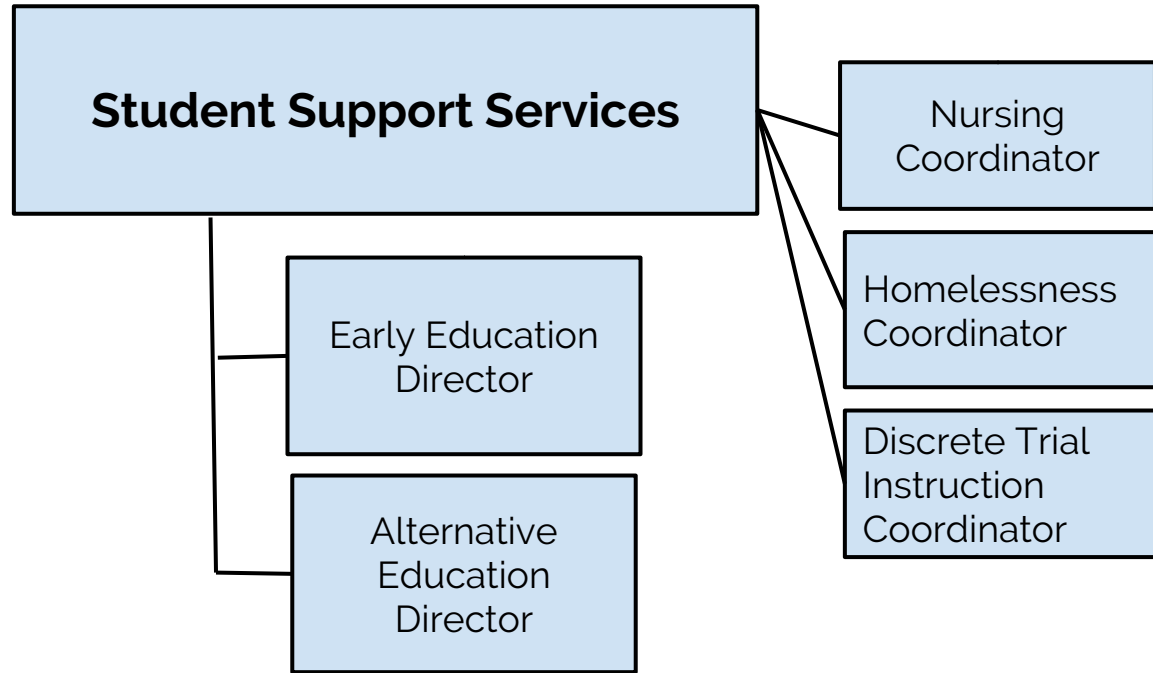 Student Support Services
Nursing
Coordinator
Homelessness
Coordinator
Discrete Trial
Instruction
Coordinator
Early Education
Director
Alternative
Education
Director